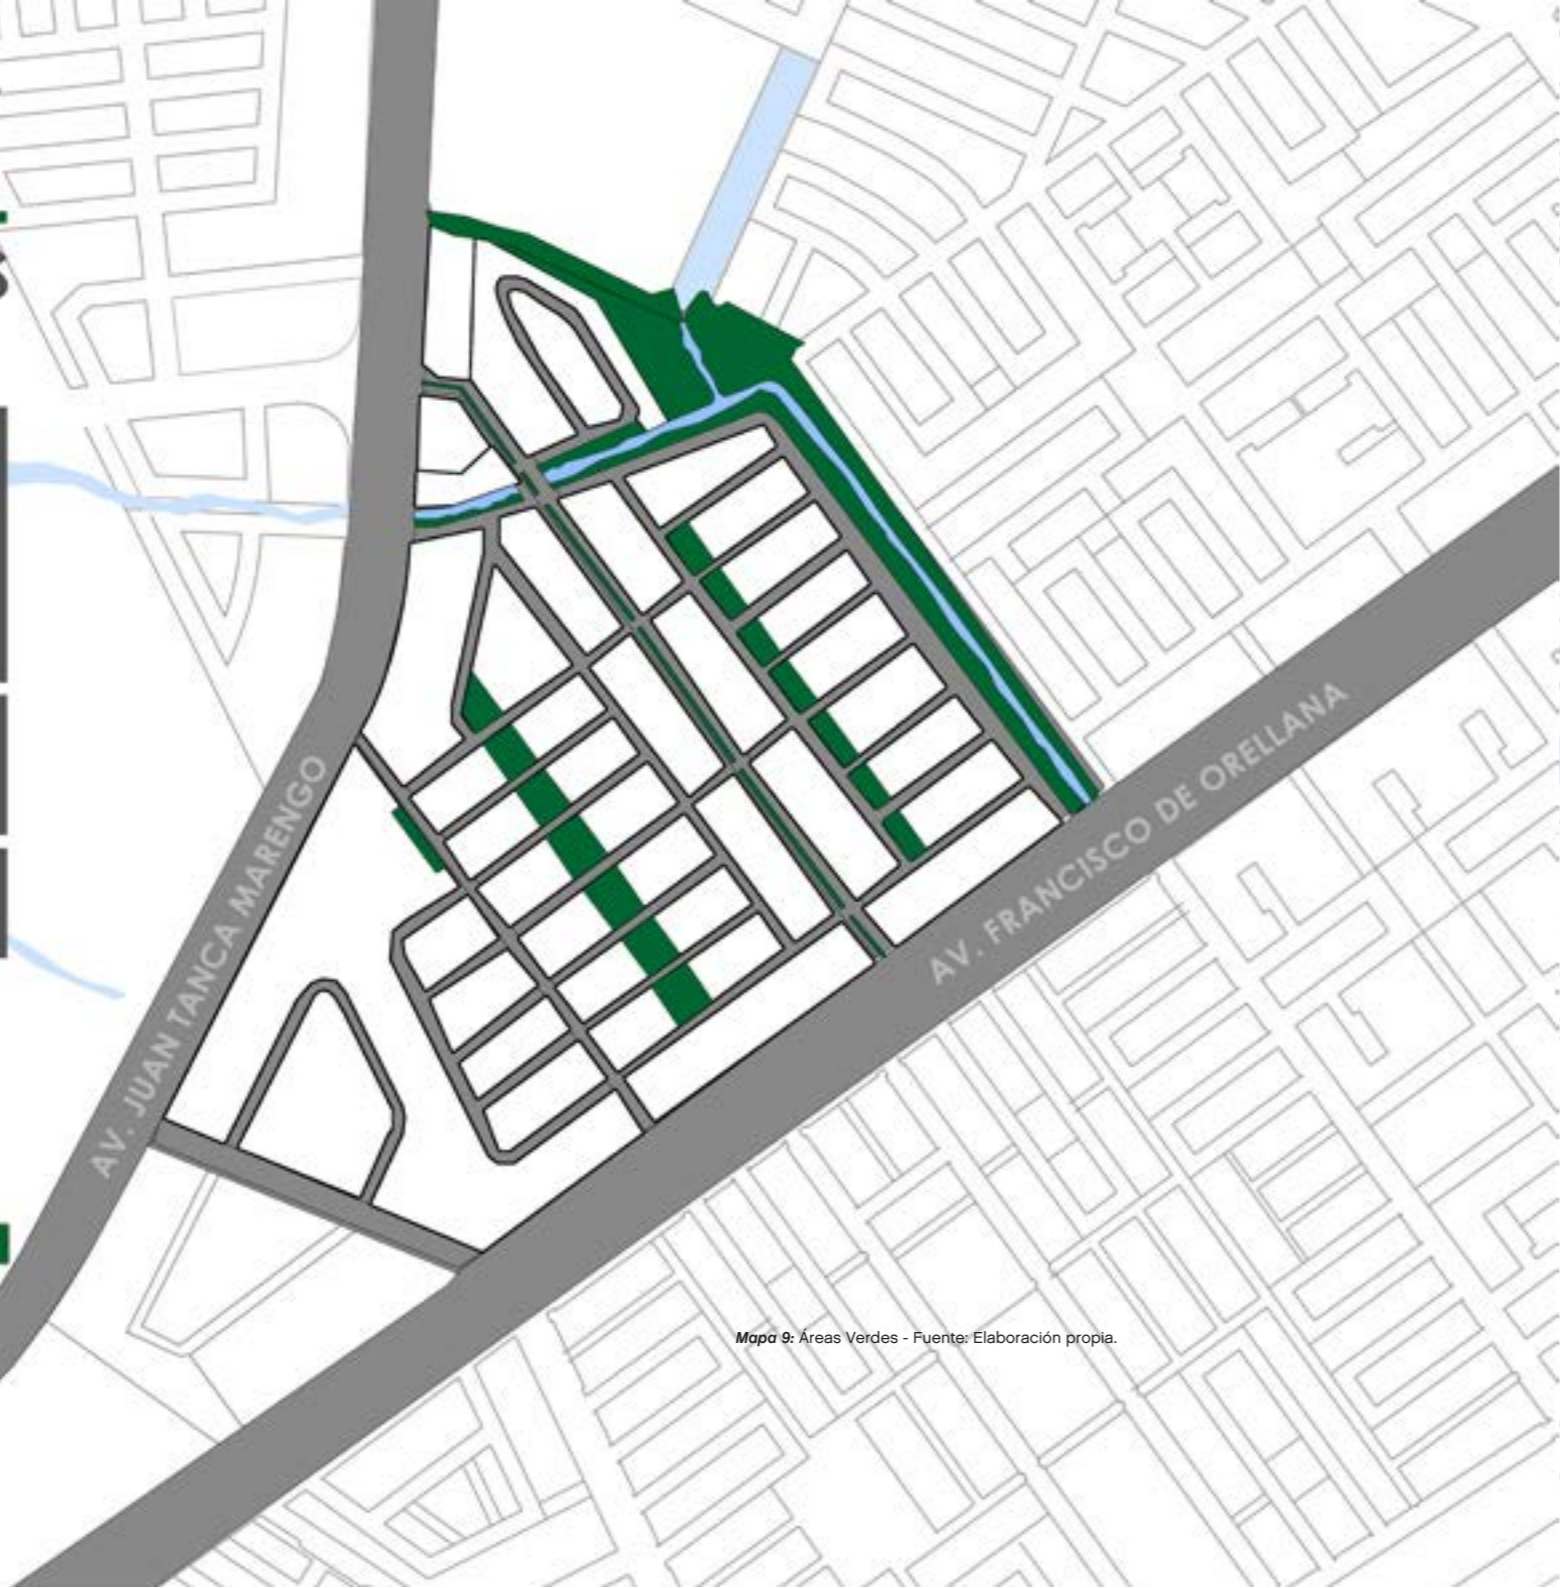 AV. JUAN TANCA MARENGO
AV. FRANCISCO DE ORELLANA
Mapa 9: Áreas Verdes - Fuente: Elaboración propia.